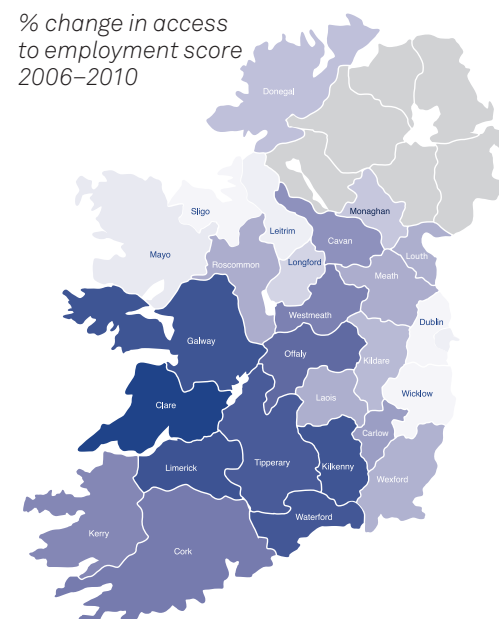 % change in access
to employment score
2006–2010
Donegal
Monaghan
Sligo
Leitrim
Cavan
Mayo
Louth
Roscommon
Longford
Meath
Westmeath
Dublin
Galway
Offaly
Kildare
Wicklow
Laois
Clare
Carlow
Limerick
Tipperary
Kilkenny
Wexford
Waterford
Kerry
Cork